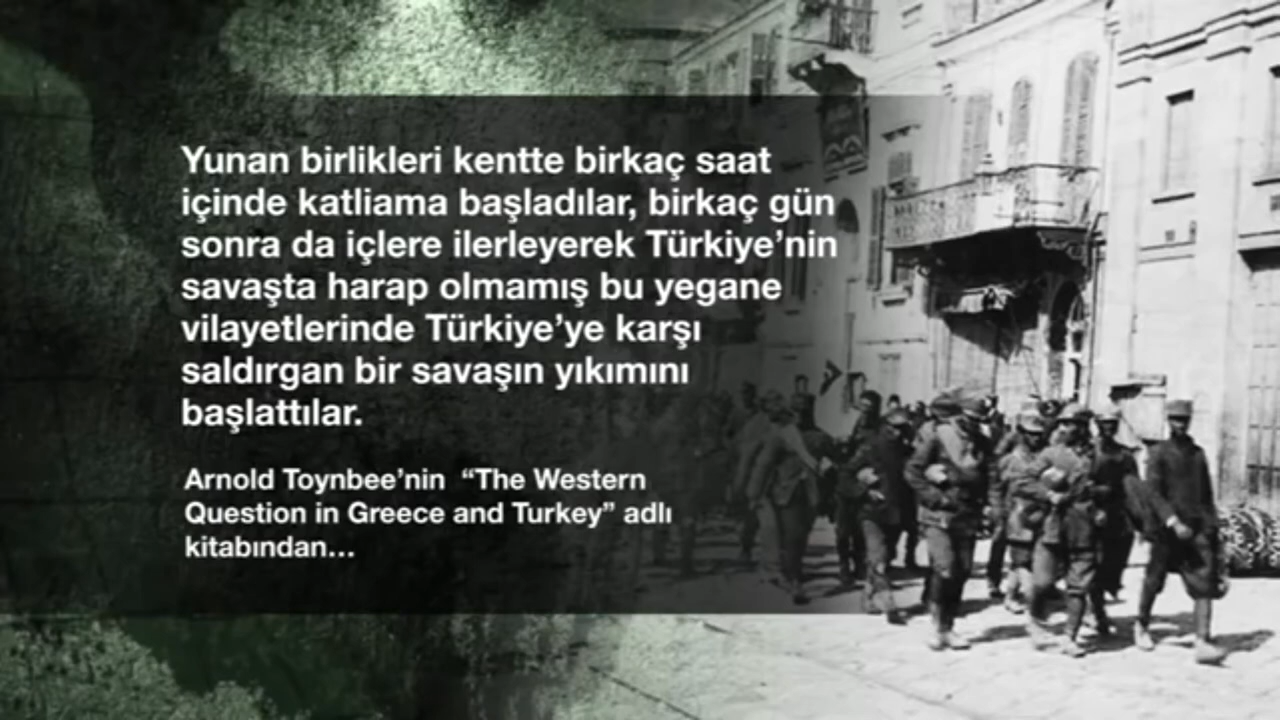 Yunan birlikleri kentte birkaç saat
içinde katliama başladılar, birkaç gün
sonra da içlere ilerleyerek Türkiye’nin
savaşta harap olmamış bu yegane
vilayetlerinde Türkiye’ye karşı
saldırgan bir savaşın yıkımını
başlattılar.
Arnold Toynbee’nin “The Western
Question in Greece and Turkey” adlı
kitabından...